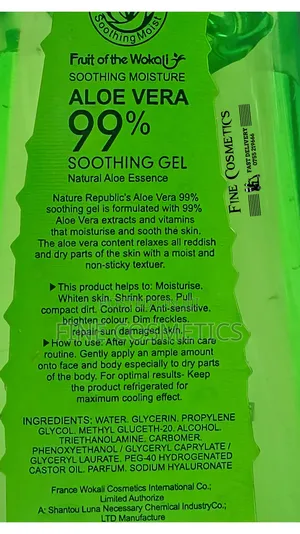 Soothing Moist
Fruit of the Wokali
SOOTHING MOISTURE
ALOE VERA
99%
SOOTHING GEL
Natural Aloe Essence
Nature Republic's Aloe Vera 99%
soothing gel is formulated with 99%
Aloe Vera extracts and vitamins
that moisturise and sooth the skin.
The aloe vera content relaxes all reddish
and dry parts of the skin with a moist and
non-sticky textuer.
▶This product helps to: Moisturise.
Whiten skin. Shrink pores. Pull
compact dirt. Control oil. Anti-sensitive.
brighten colour. Dim freckles.
repair sun damaged skin.
▶How to use: After your basic skin care
routine. Gently apply an ample amount
onto face and body especially to dry parts
of the body. For optimal results- Keep
the product refrigerated for
maximum cooling effect.
INGREDIENTS: WATER. GLYCERIN. PROPYLENE
GLYCOL. METHYL GLUCETH-20. ALCOHOL.
TRIETHANOLAMINE. CARBOMER.
PHENOXYETHANOL / GLYCERYL CAPRYLATE /
GLYCERYL LAURATE. PEG-40 HYDROGENATED
CASTOR OIL. PARFUM. SODIUM HYALURONATE
France Wokali Cosmetics International Co.;
Limited Authorize
A: Shantou Luna Necessary Chemical IndustryCo.;
LTD Manufacture
FINE COSMETICS
FAST DELIVERY
FINE COSMETICS